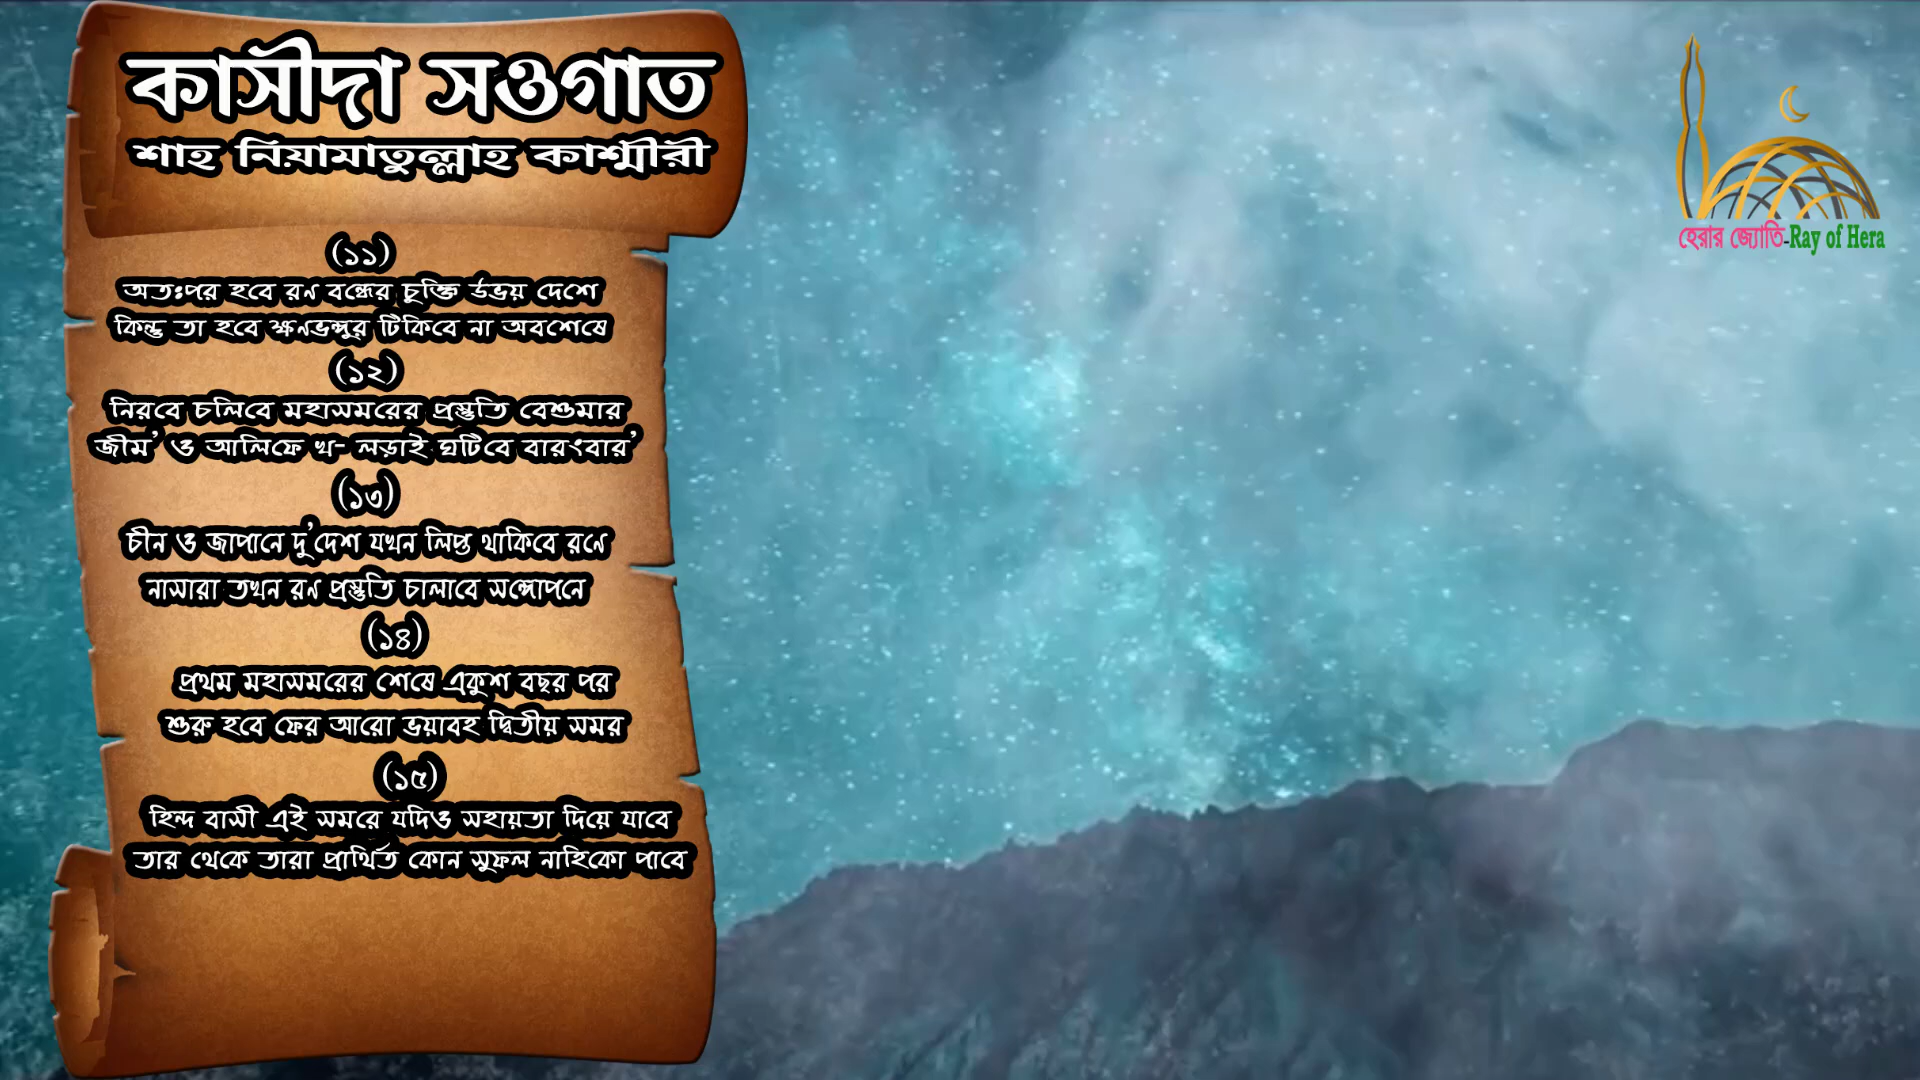 কাসীদা সওগাত
শাহ নিয়ামাতুল্লাহ কাশ্মীরী
(১১)
অতঃপর হবে রণ বন্ধের চুক্তি উভয় দেশে
কিন্তু তা হবে ক্ষণভঙ্গুর টিকিবে না অবশেষে
(১২)
নিরবে চলিবে মহাসমরের প্রস্তুতি বেশুমার
জীম’ ও আলিফে খ- লড়াই ঘটিবে বারংবার’
(১৩)
চীন ও জাপানে দু’দেশ যখন লিপ্ত থাকিবে রণে
নাসারা তখন রণ প্রস্তুতি চালাবে সঙ্গোপনে
(১৪)
প্রথম মহাসমরের শেষে একুশ বছর পর
শুরু হবে ফের আরো ভয়াবহ দ্বিতীয় সমর
(১৫)
হিন্দ বাসী এই সমরে যদিও সহায়তা দিয়ে যাবে
তার থেকে তারা প্রার্থিত কোন সুফল নাহিকো পাবে
হেরার জ্যোতি-Ray of Hera